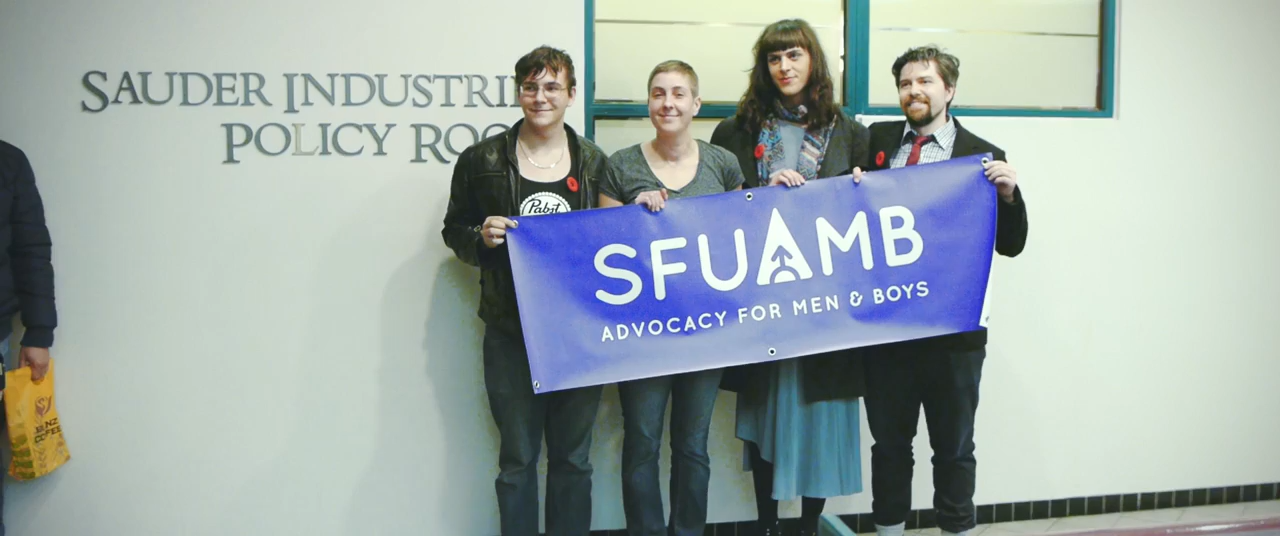 SAUDER INDUSTRI
POLICY ROO
Pabst
SFUAMB
ADVOCACY FOR MEN & BOYS